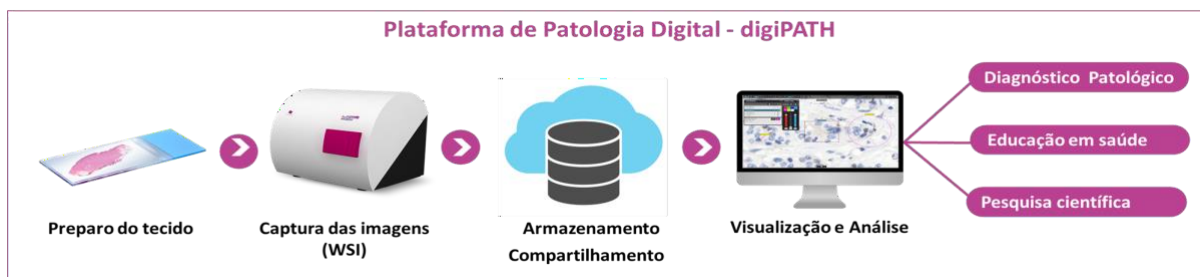 Plataforma de Patologia Digital - digiPATH
Diagnóstico Patológico
Educação em saúde
Pesquisa científica
Preparo do tecido
Captura das imagens
(WSI)
Armazenamento
Compartilhamento
Visualização e Análise